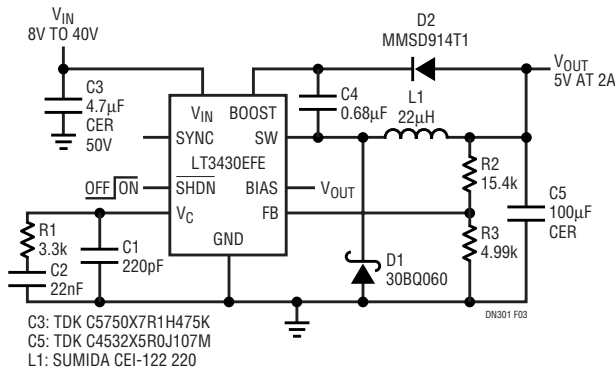 VIN
8V TO 40V
C3
4.7µF
CER
50V
D2
MMSD914T1
VOUT
5V AT 2A
C4
0.68µF
L1
22µH
VIN
BOOST
SYNC
SW
LT3430EFE
OFF ON
SHDN
BIAS
VOUT
VC
FB
GND
R2
15.4k
C5
100µF
CER
R1
3.3k
C1
220pF
C2
22nF
D1
30BQ060
R3
4.99k
DN301 F03
C3: TDK C5750X7R1H475K
C5: TDK C4532X5R0J107M
L1: SUMIDA CEI-122 220